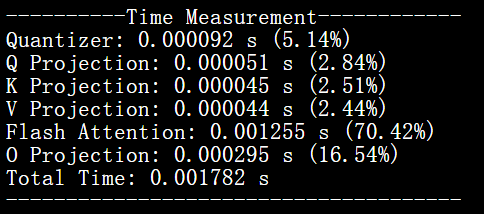 ----------Time Measurement------------
Quantizer: 0.000092 s (5.14%)
Q Projection: 0.000051 s (2.84%)
K Projection: 0.000045 s (2.51%)
V Projection: 0.000044 s (2.44%)
Flash Attention: 0.001255 s (70.42%)
O Projection: 0.000295 s (16.54%)
Total Time: 0.001782 s
--------------------------------------